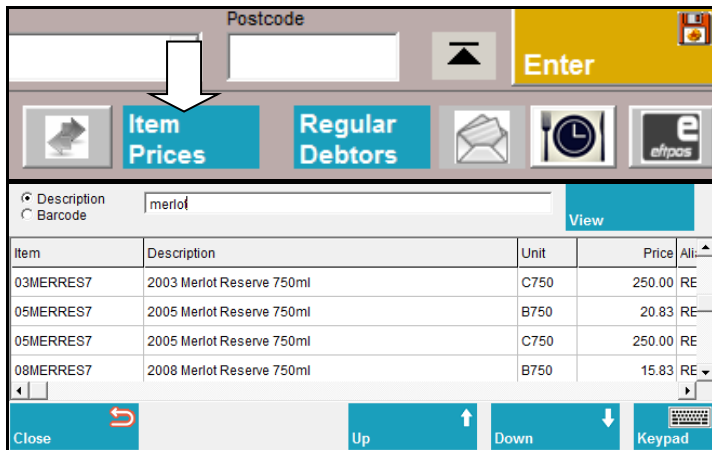 Postcode
Enter
Item
Prices
Regular
Debtors
e
eftpos
Description
Barcode
merlot
View
Item Description Unit Price Ali
03MERRES7 2003 Merlot Reserve 750ml C750 250.00 RE
05MERRES7 2005 Merlot Reserve 750ml B750 20.83 RE
05MERRES7 2005 Merlot Reserve 750ml C750 250.00 RE
08MERRES7 2008 Merlot Reserve 750ml B750 15.83 RE
Close Up Down Keypad